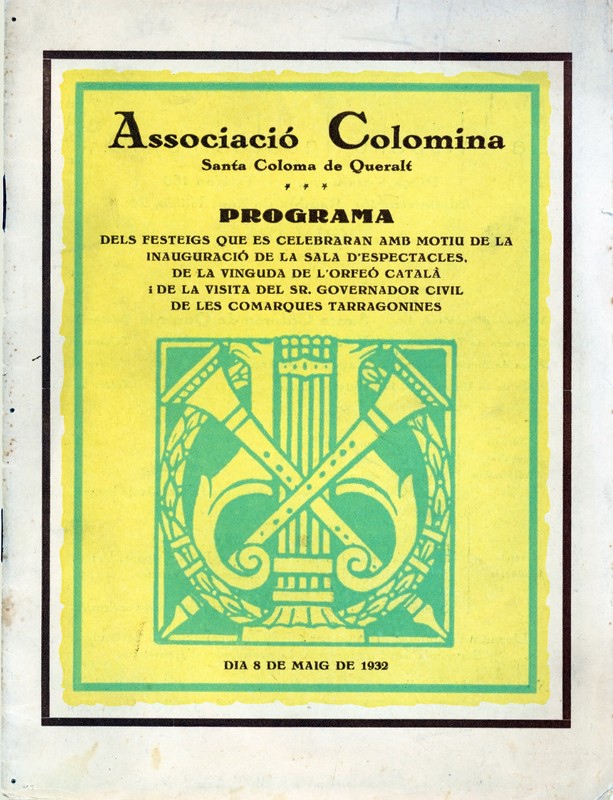 Associació Colomina
Santa Coloma de Queralt
PROGRAMA
DELS FESTEIGS QUE ES CELEBRARAN AMB MOTIU DE LA
INAUGURACIÓ DE LA SALA D'ESPECTACLES,
DE LA VINGUDA DE L'ORFEÓ CATALÀ
i DE LA VISITA DEL SR. GOVERNADOR CIVIL
DE LES COMARQUES TARRAGONINES
DIA 8 DE MAIG DE 1932